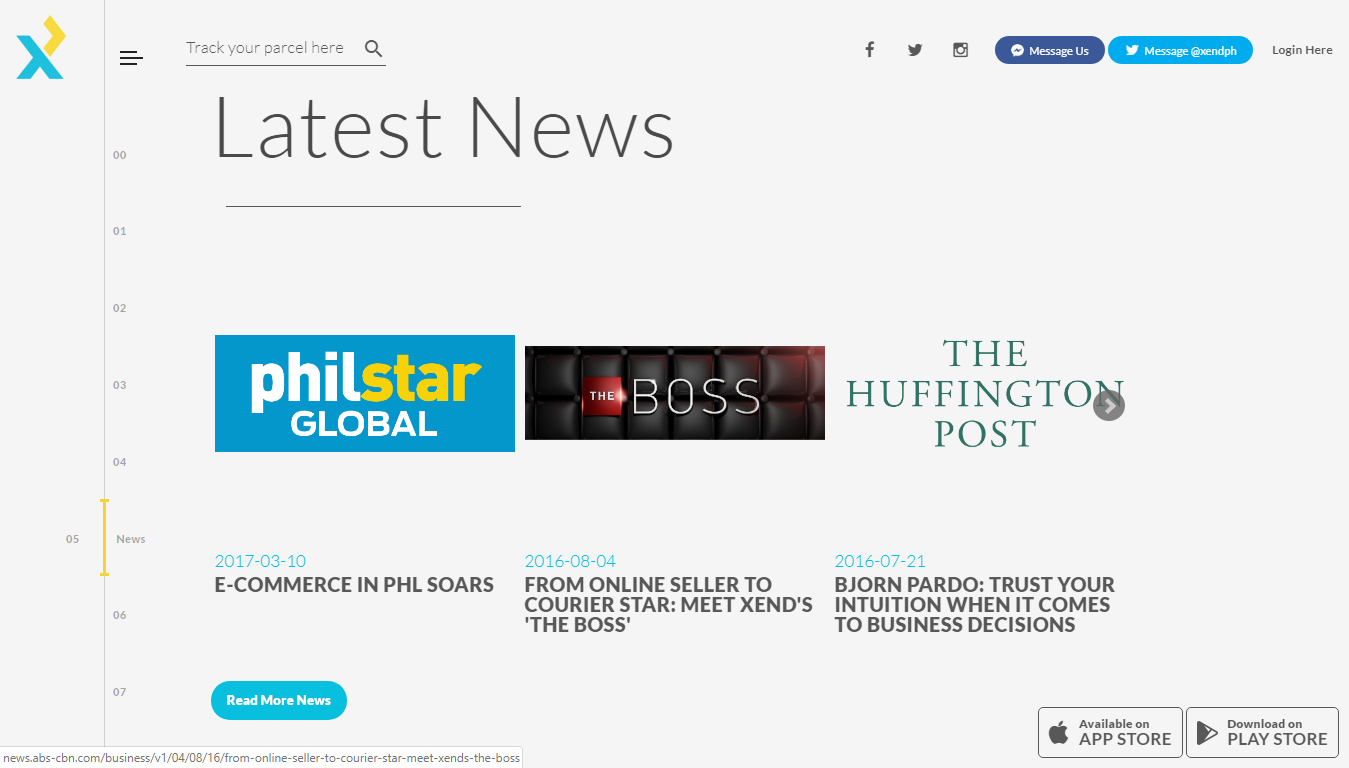 Track your parcel here
Message Us
Message @xendph
Login Here
Latest News
00
01
02
03
04
05
News
06
07
philstar
GLOBAL
THE BOSS
THE
HUFFINGTON
POST
2017-03-10
E-COMMERCE IN PHL SOARS
2016-08-04
FROM ONLINE SELLER TO
COURIER STAR: MEET XEND'S
'THE BOSS'
2016-07-21
BJORN PARDO: TRUST YOUR
INTUITION WHEN IT COMES
TO BUSINESS DECISIONS
Read More News
Available on
APP STORE
Download on
PLAY STORE
news.abs-cbn.com/business/v1/04/08/16/from-online-seller-to-courier-star-meet-xends-the-boss